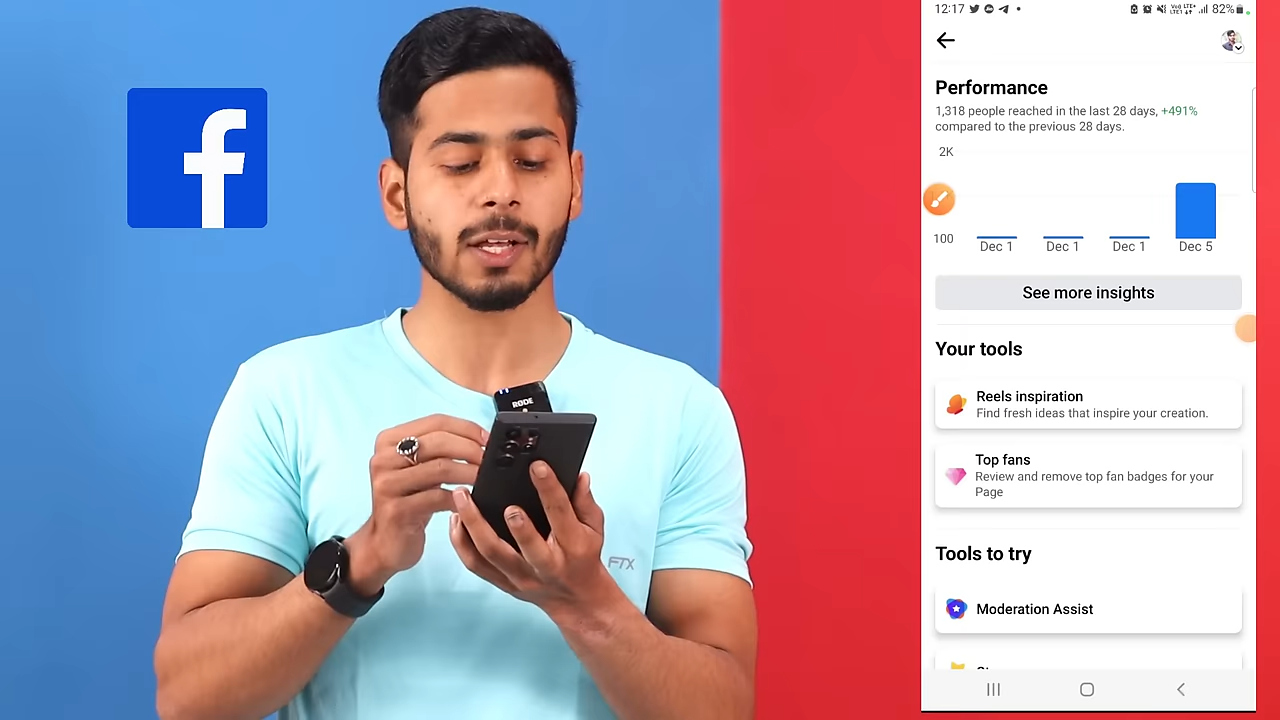 f
RØDE
FTX
12:17
82%
Performance
1,318 people reached in the last 28 days, +491%
compared to the previous 28 days.
2K
100
Dec 1
Dec 1
Dec 1
Dec 5
See more insights
Your tools
Reels inspiration
Find fresh ideas that inspire your creation.
Top fans
Review and remove top fan badges for your
Page
Tools to try
Moderation Assist